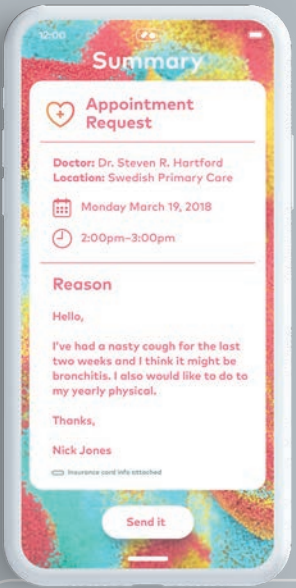 12:00
Summary
Appointment
Request
Doctor: Dr. Steven R. Hartford
Location: Swedish Primary Care
Monday March 19, 2018
2:00pm–3:00pm
Reason
Hello,
I've had a nasty cough for the last
two weeks and I think it might be
bronchitis. I also would like to do to
my yearly physical.
Thanks,
Nick Jones
Insurance card info attached
Send it